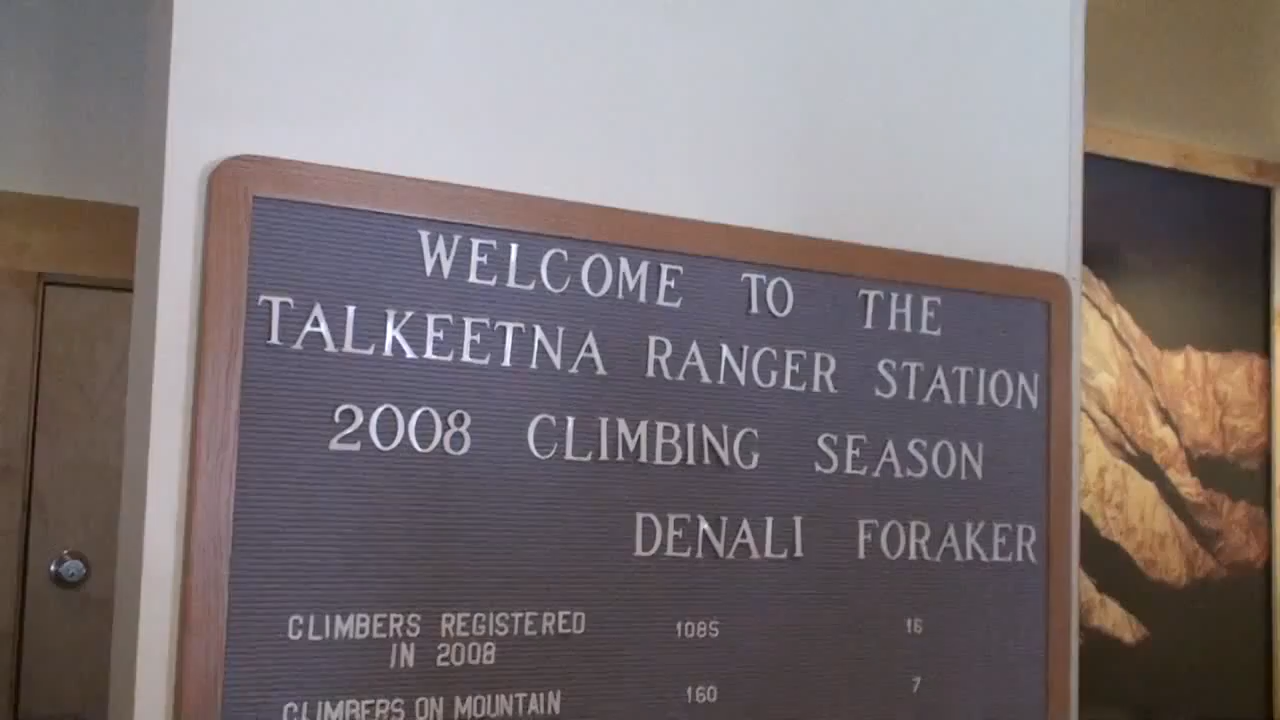 WELCOME TO THE
TALKEETNA RANGER STATION
2008 CLIMBING SEASON
DENALI FORAKER
CLIMBERS REGISTERED 1085 16
IN 2008
CLIMBERS ON MOUNTAIN 160 7